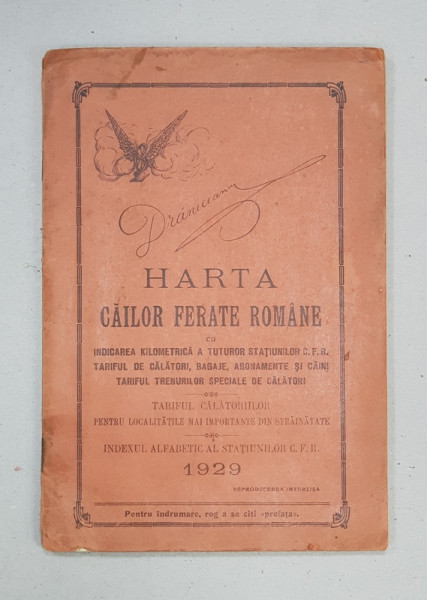 Drăniceanu
HARTA
CĂILOR FERATE ROMÂNE
CU
INDICAREA KILOMETRICĂ A TUTUROR STAȚIUNILOR C. F. R.
TARIFUL DE CĂLĂTORI, BAGAJE, ABONAMENTE ȘI CÂINI
TARIFUL TRENURILOR SPECIALE DE CĂLĂTORI
TARIFUL CĂLĂTORIILOR
PENTRU LOCALITĂȚILE MAI IMPORTANTE DIN STRĂINĂTATE
INDEXUL ALFABETIC AL STAȚIUNILOR C. F. R.
1929
REPRODUCEREA INTERZISĂ
Pentru îndrumare, rog a se citi «prefața».